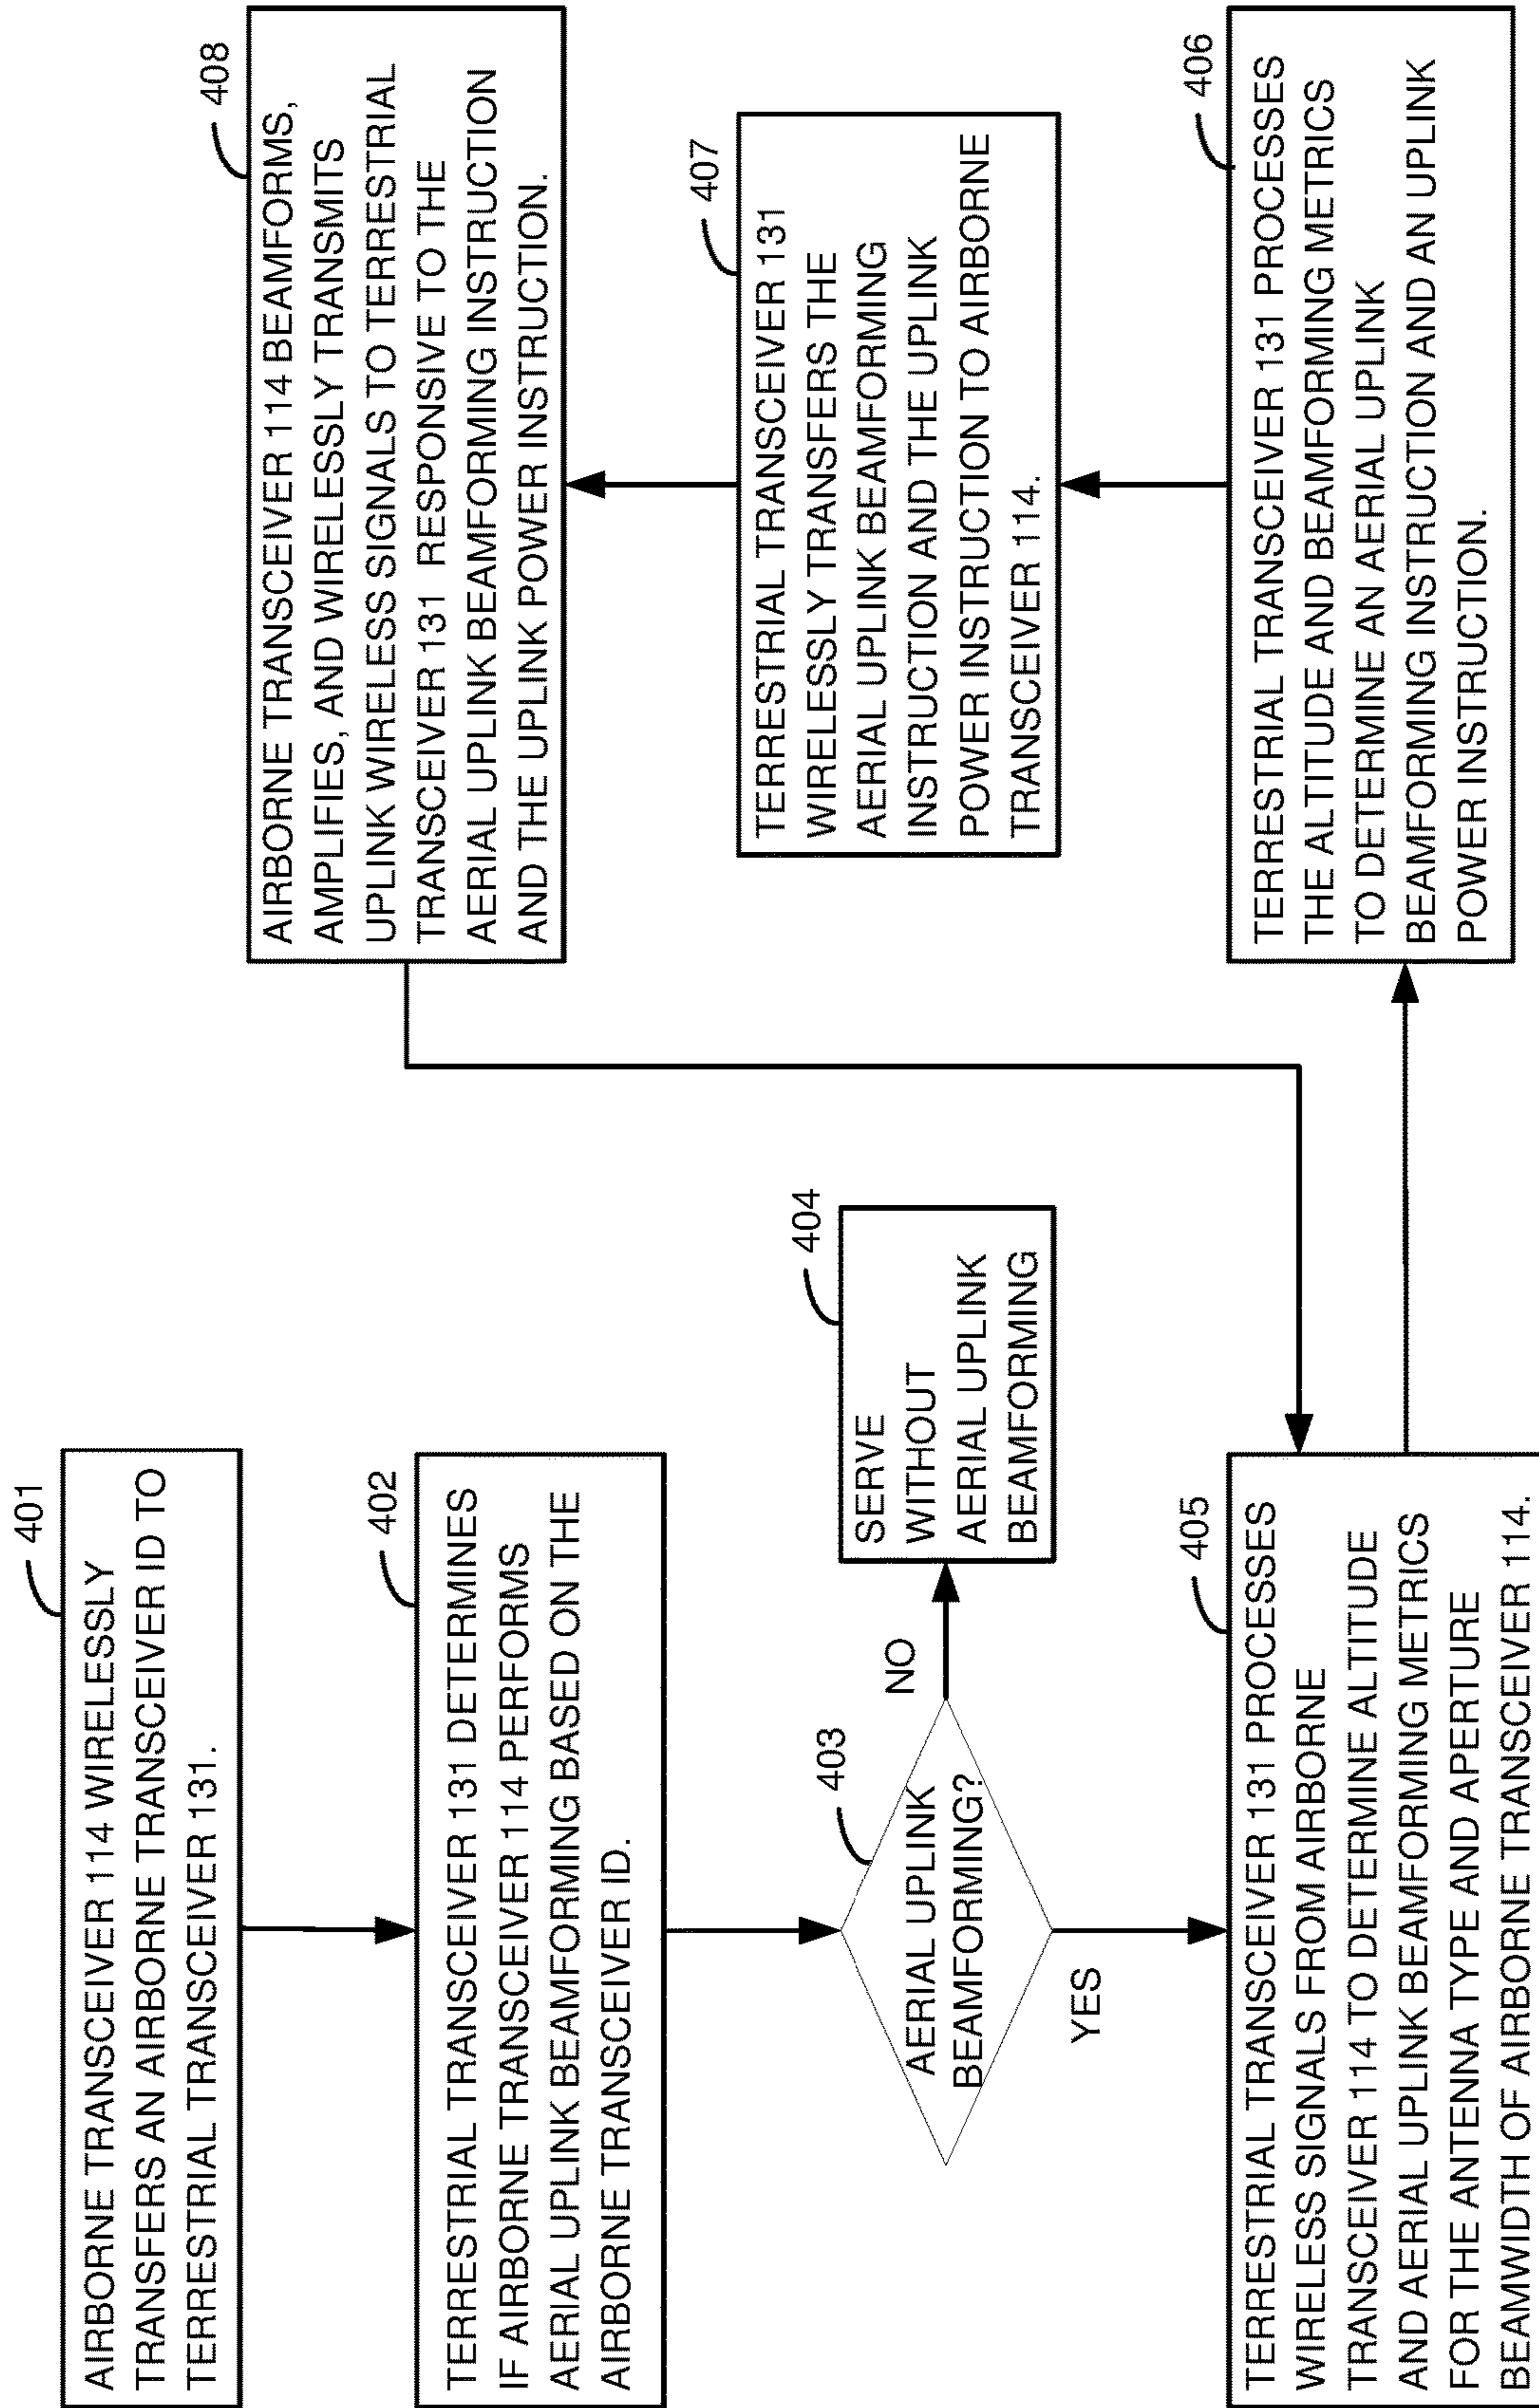 401
AIRBORNE TRANSCEIVER 114 WIRELESSLY
TRANSFERS AN AIRBORNE TRANSCEIVER ID TO
TERRESTRIAL TRANSCEIVER 131.
402
TERRESTRIAL TRANSCEIVER 131 DETERMINES
IF AIRBORNE TRANSCEIVER 114 PERFORMS
AERIAL UPLINK BEAMFORMING BASED ON THE
AIRBORNE TRANSCEIVER ID.
403
AERIAL UPLINK
BEAMFORMING?
NO
YES
404
SERVE
WITHOUT
AERIAL UPLINK
BEAMFORMING
405
TERRESTRIAL TRANSCEIVER 131 PROCESSES
WIRELESS SIGNALS FROM AIRBORNE
TRANSCEIVER 114 TO DETERMINE ALTITUDE
AND AERIAL UPLINK BEAMFORMING METRICS
FOR THE ANTENNA TYPE AND APERTURE
BEAMWIDTH OF AIRBORNE TRANSCEIVER 114.
406
TERRESTRIAL TRANSCEIVER 131 PROCESSES
THE ALTITUDE AND BEAMFORMING METRICS
TO DETERMINE AN AERIAL UPLINK
BEAMFORMING INSTRUCTION AND AN UPLINK
POWER INSTRUCTION.
407
TERRESTRIAL TRANSCEIVER 131
WIRELESSLY TRANSFERS THE
AERIAL UPLINK BEAMFORMING
INSTRUCTION AND THE UPLINK
POWER INSTRUCTION TO AIRBORNE
TRANSCEIVER 114.
408
AIRBORNE TRANSCEIVER 114 BEAMFORMS,
AMPLIFIES, AND WIRELESSLY TRANSMITS
UPLINK WIRELESS SIGNALS TO TERRESTRIAL
TRANSCEIVER 131 RESPONSIVE TO THE
AERIAL UPLINK BEAMFORMING INSTRUCTION
AND THE UPLINK POWER INSTRUCTION.